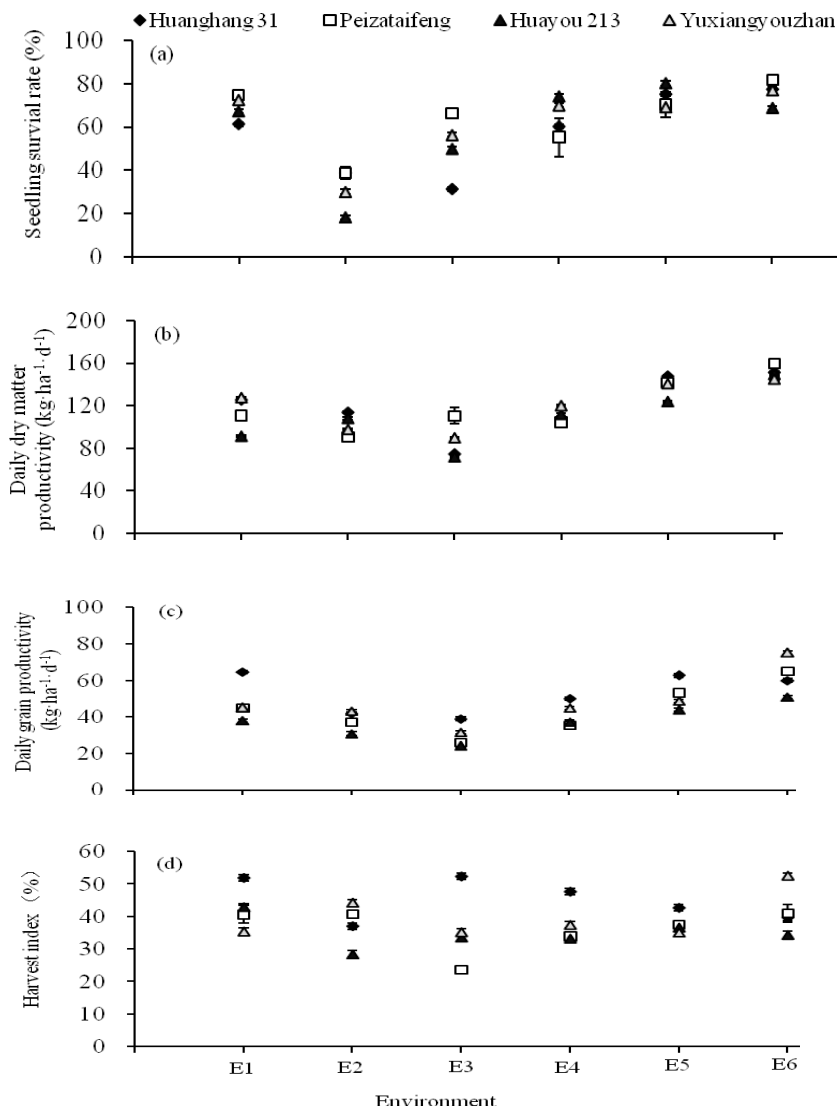 Huanghang 31 Peizataifeng Huayou 213 Yuxiangyouzhan
(a)
Seedling survial rate (%)
100
80
60
40
20
0
(b)
Daily dry matter
productivity (kg·ha⁻¹·d⁻¹)
200
160
120
80
40
0
(c)
Daily grain productivity
(kg·ha⁻¹·d⁻¹)
100
80
60
40
20
0
(d)
Harvest index (%)
60
50
40
30
20
10
0
E1 E2 E3 E4 E5 E6
Environment